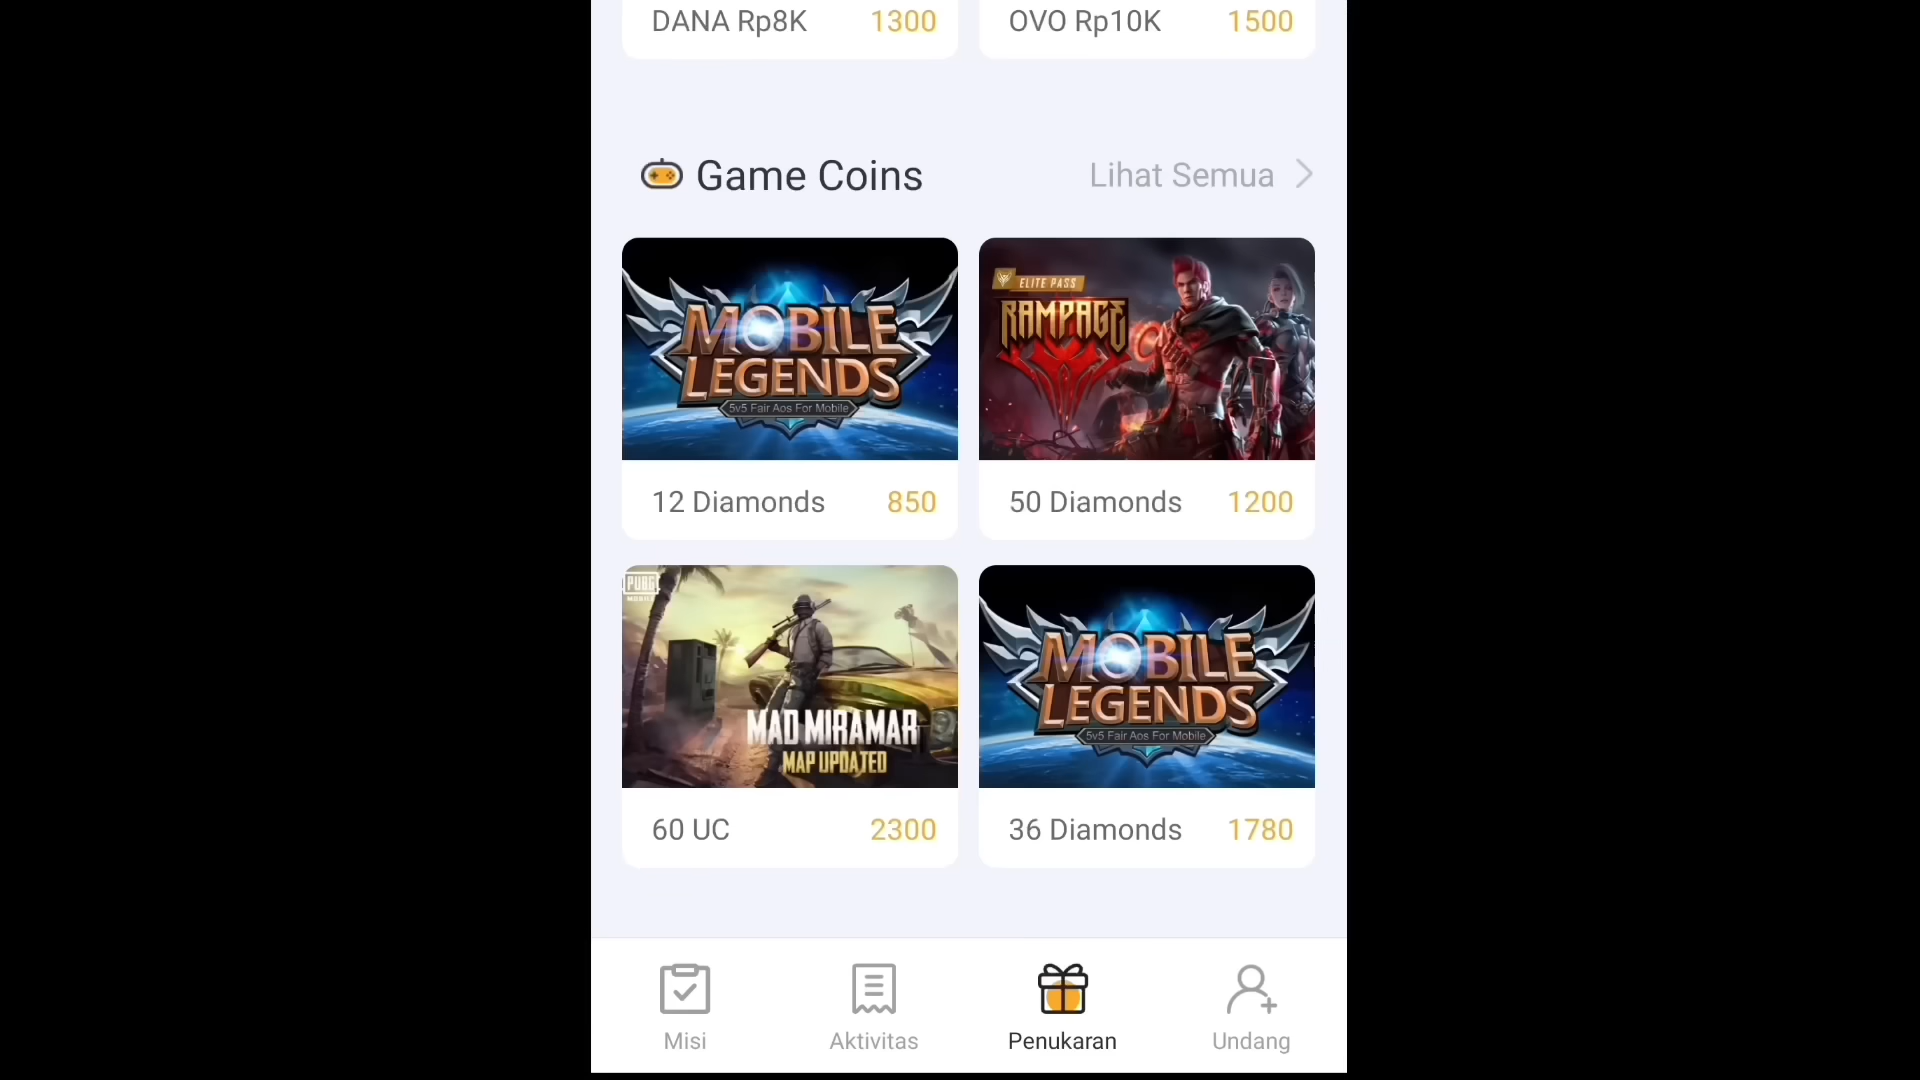 DANA Rp8K 1300
OVO Rp10K 1500
Game Coins
Lihat Semua
MOBILE
LEGENDS
5v5 Fair Aos For Mobile
12 Diamonds 850
ELITE PASS
RAMPAGE
50 Diamonds 1200
PUBG
MOBILE
MAD MIRAMAR
MAP UPDATED
60 UC 2300
MOBILE
LEGENDS
5v5 Fair Aos For Mobile
36 Diamonds 1780
Misi
Aktivitas
Penukaran
Undang